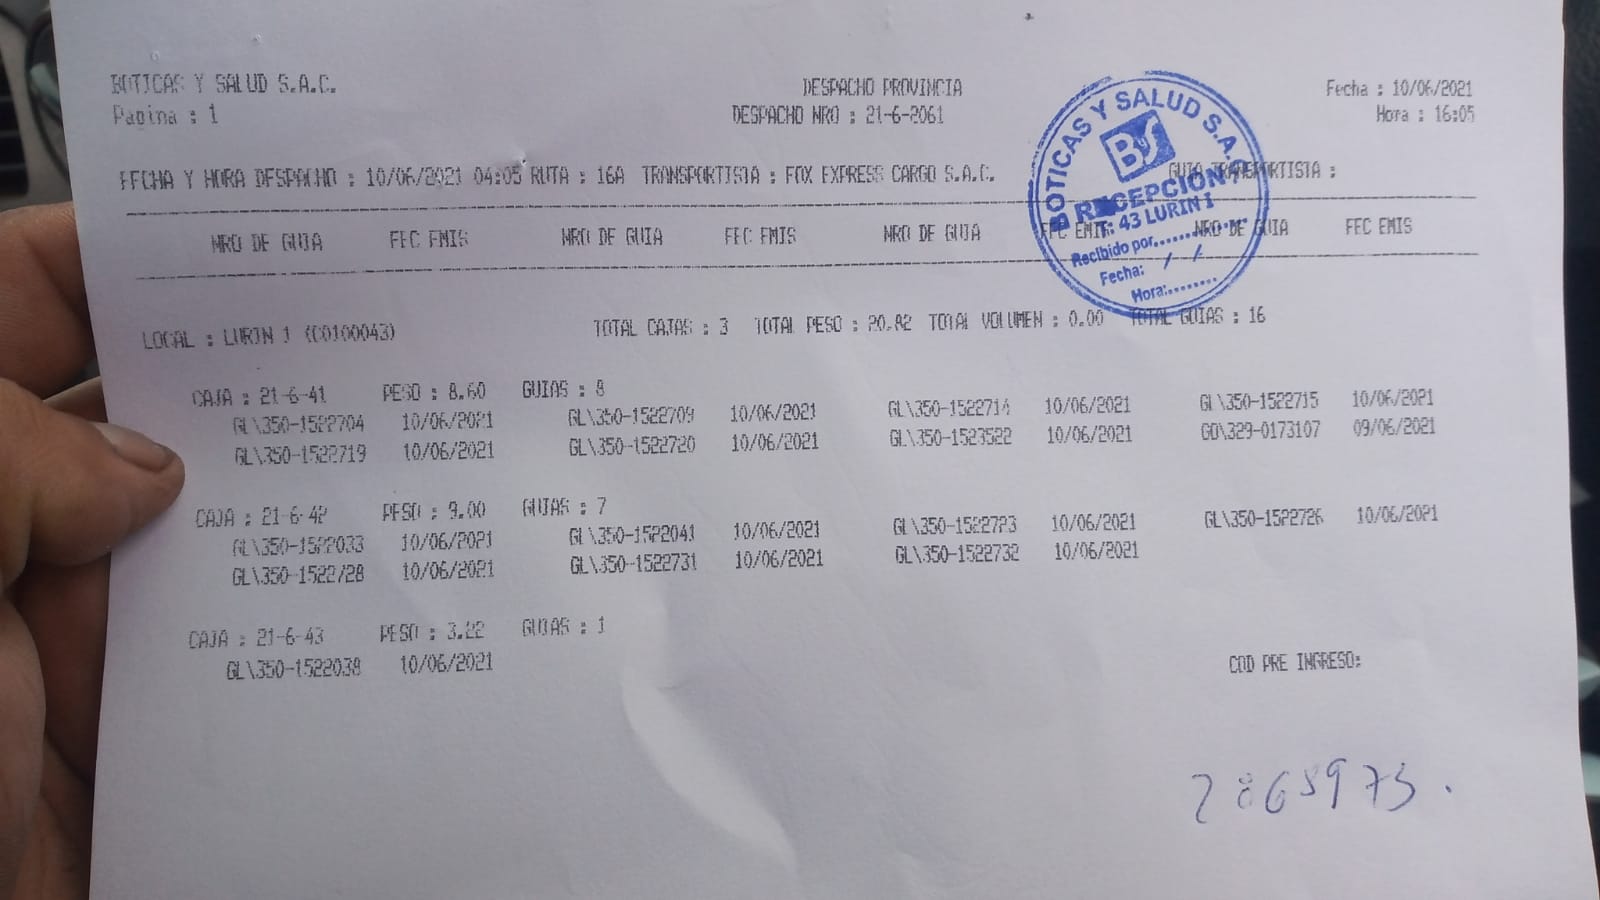 BOTICAS Y SALUD S.A.C.
DESPACHO PROVINCIA
Fecha : 10/06/2021
Pagina : 1
DESPACHO NRO : 21-6-2061
Hora : 16:05
FECHA Y HORA DESPACHO : 10/06/2021 04:05 RUTA : 16A TRANSPORTISTA : FOX EXPRESS CARGO S.A.C. GUIA TRANSPORTISTA :
NRO DE GUIA FEC EMIS NRO DE GUIA FEC EMIS NRO DE GUIA FEC EMIS NRO DE GUIA FEC EMIS
BOTICAS Y SALUD S.A.C.
BS
RECEPCION
T: 43 LURIN I
Recibido por..............
Fecha: / /
Hora:........
LOCAL : LURIN 1 (C0100043) TOTAL CAJAS : 3 TOTAL PESO : 20.82 TOTAL VOLUMEN : 0.00 TOTAL GUIAS : 16
CAJA : 21-6-41 PESO : 8.60 GUIAS : 8
GL\350-1522704 10/06/2021 GL\350-1522709 10/06/2021 GL\350-1522714 10/06/2021 GL\350-1522715 10/06/2021
GL\350-1522719 10/06/2021 GL\350-1522720 10/06/2021 GL\350-1523522 10/06/2021 GO\329-0173107 09/06/2021
CAJA : 21-6-42 PESO : 9.00 GUIAS : 7
GL\350-1522033 10/06/2021 GL\350-1522041 10/06/2021 GL\350-1522723 10/06/2021 GL\350-1522726 10/06/2021
GL\350-1522728 10/06/2021 GL\350-1522731 10/06/2021 GL\350-1522732 10/06/2021
CAJA : 21-6-43 PESO : 3.22 GUIAS : 1
GL\350-1522038 10/06/2021
COD PRE INGRESO:
2865973.